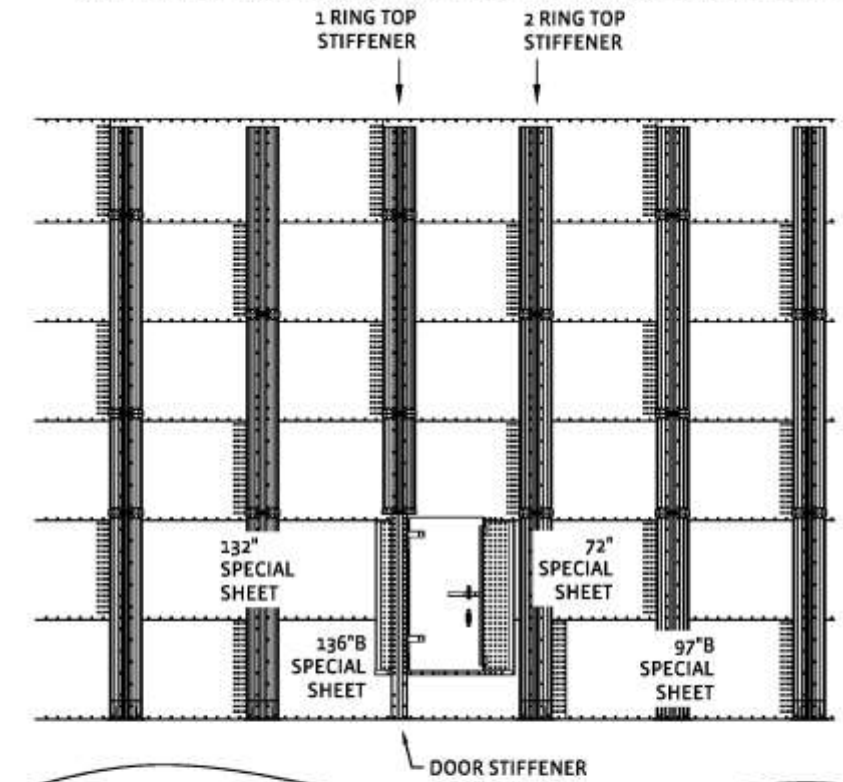 1 RING TOP
STIFFENER
2 RING TOP
STIFFENER
132"
SPECIAL
SHEET
72"
SPECIAL
SHEET
136"B
SPECIAL
SHEET
97"B
SPECIAL
SHEET
DOOR STIFFENER